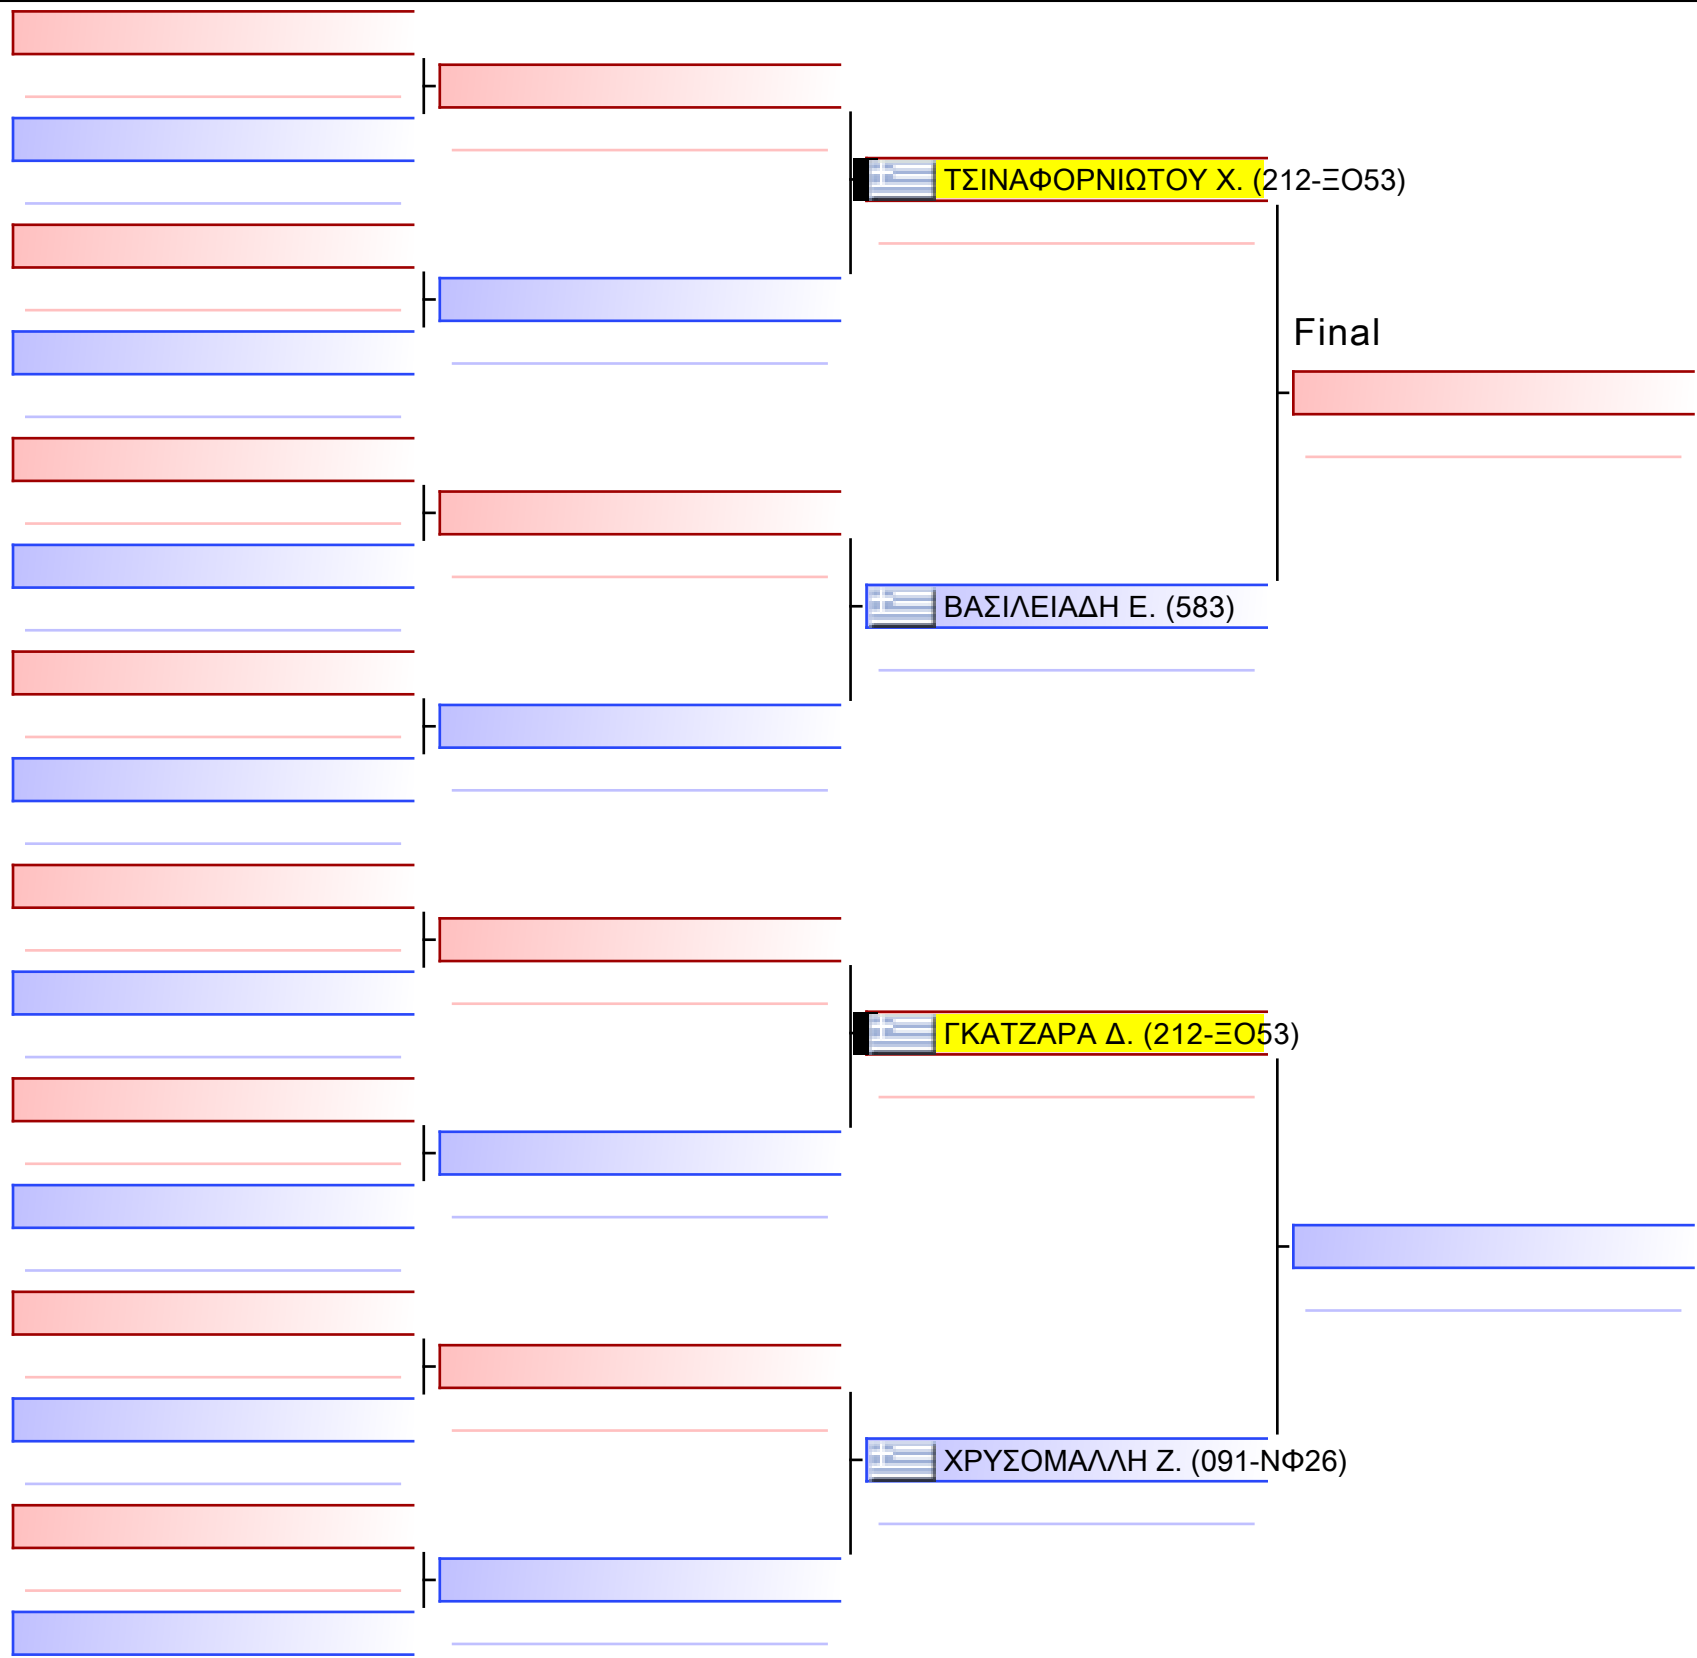 ΤΣΙΝΑΦΟΡΝΙΩΤΟΥ Χ. (212-ΞΟ53)
Final
ΒΑΣΙΛΕΙΑΔΗ Ε. (583)
ΓΚΑΤΖΑΡΑ Δ. (212-ΞΟ53)
ΧΡΥΣΟΜΑΛΛΗ Ζ. (091-ΝΦ26)